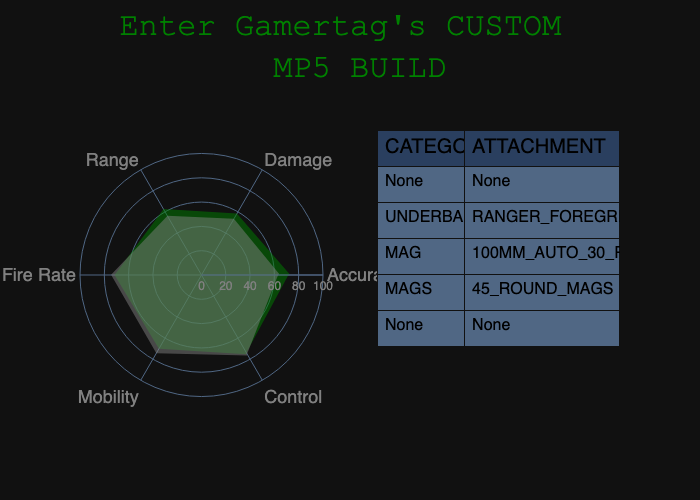 Enter Gamertag's CUSTOM
MP5 BUILD
Range
Damage
Fire Rate
0 20 40 60 80 100
Accura
Mobility
Control
CATEGO ATTACHMENT
None None
UNDERBA RANGER_FOREGR
MAG 100MM_AUTO_30_
MAGS 45_ROUND_MAGS
None None